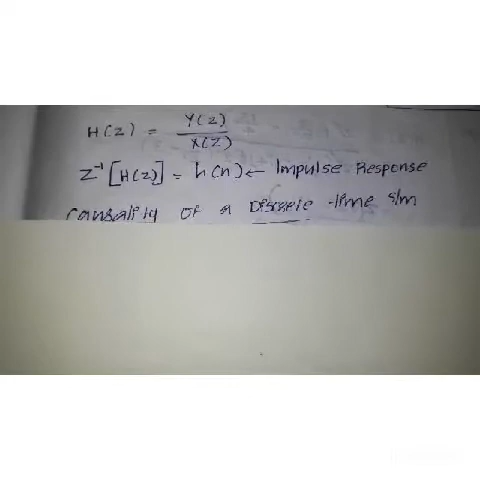 H(Z) = Y(Z) / X(Z)
Z⁻¹[H(Z)] = h(n) ← Impulse Response
Causality of a Discrete -time s/m